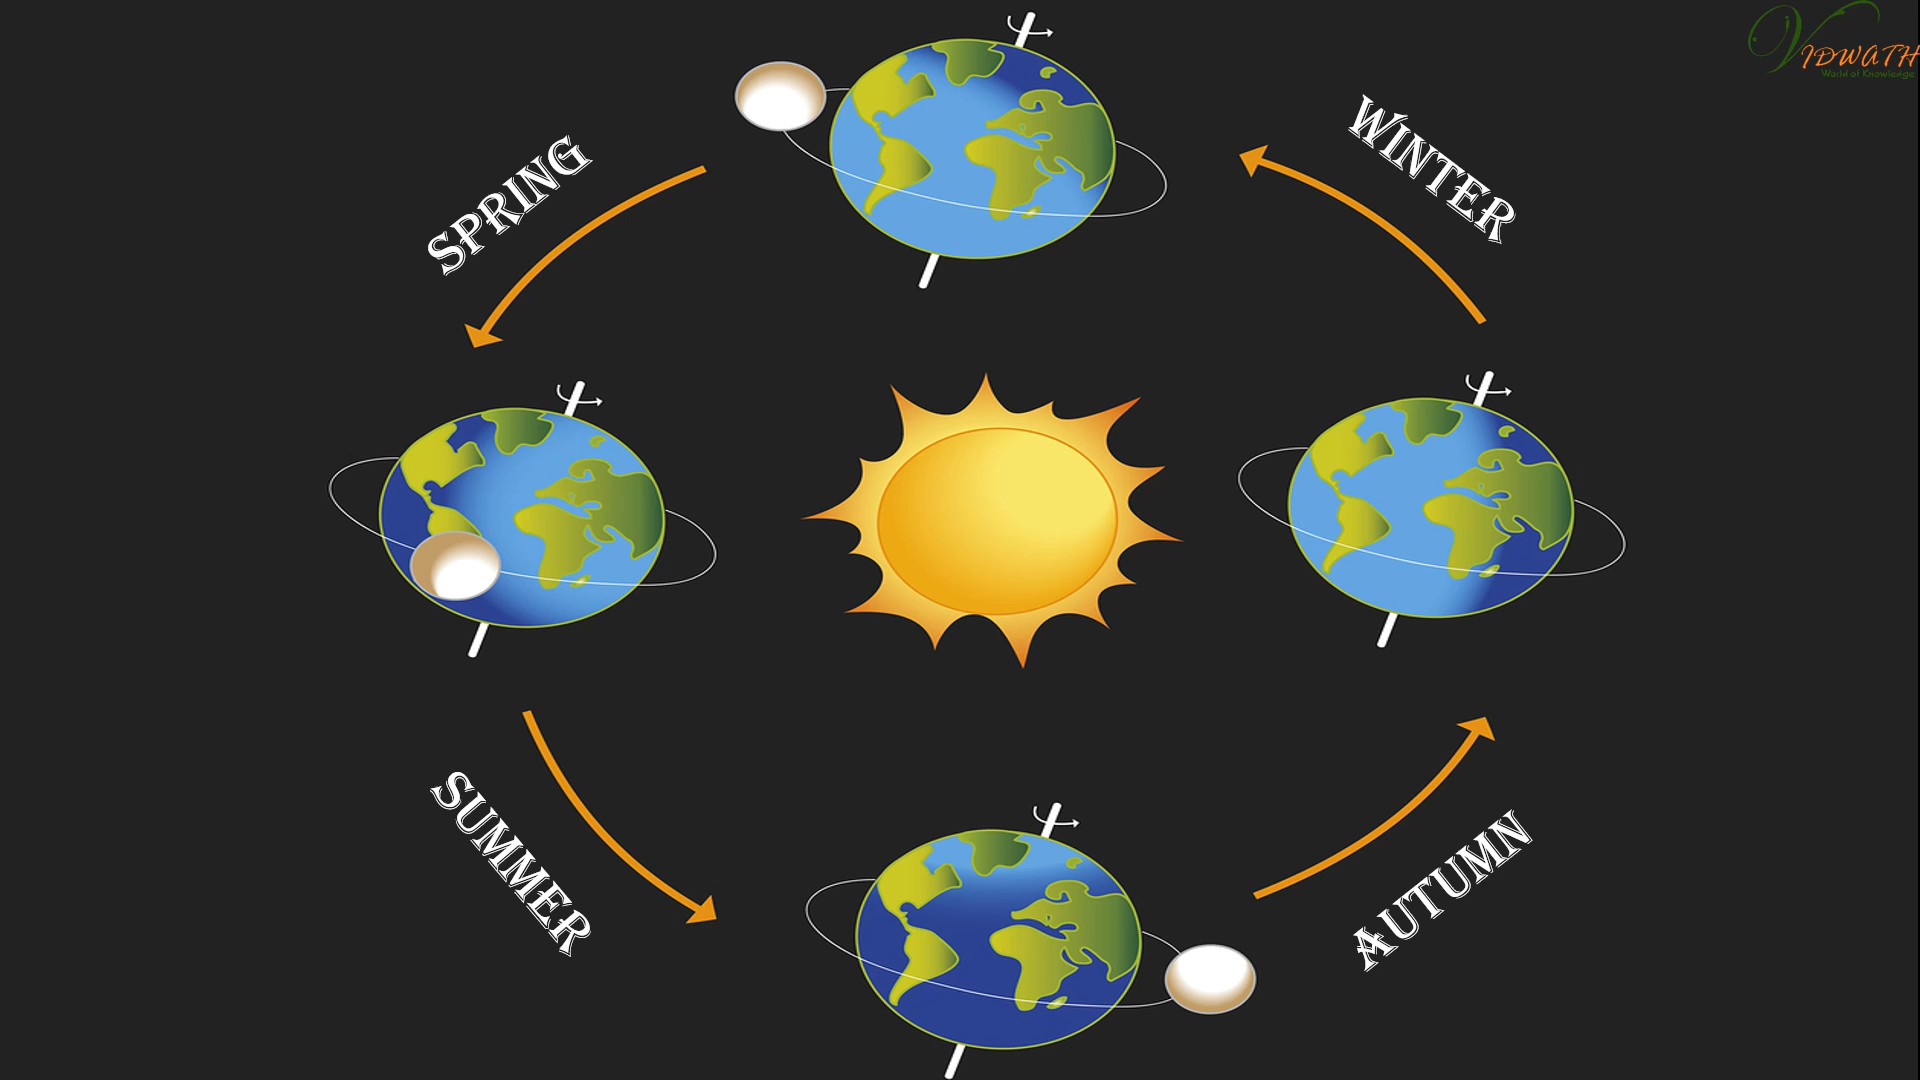 VIDWATH
World of Knowledge
SPRING
WINTER
SUMMER
AUTUMN